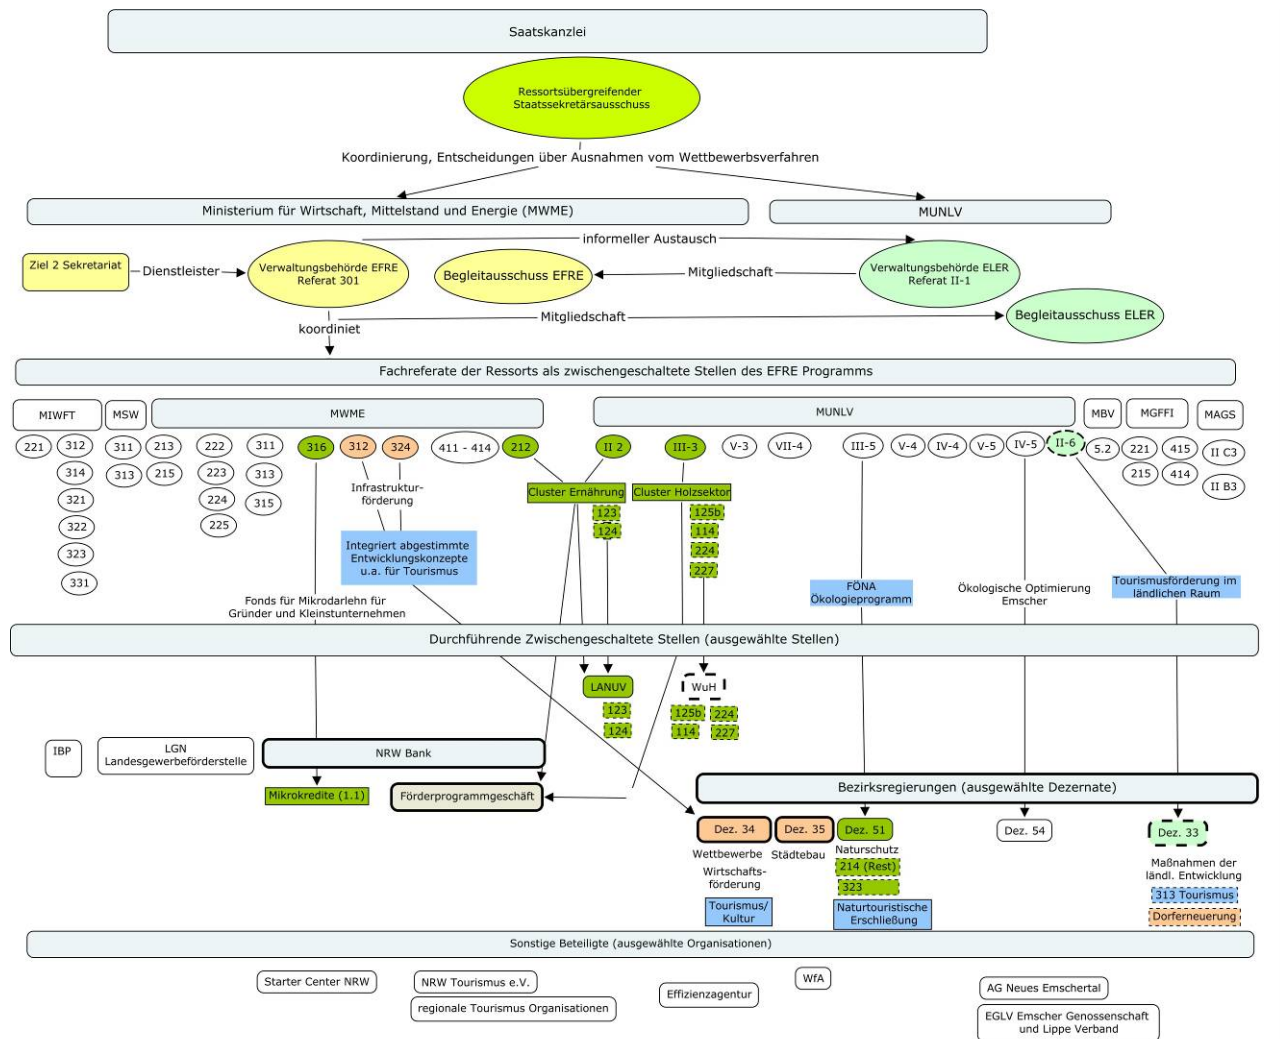 Saatskanzlei
Ressortsübergreifender
Staatssekretärsausschuss
Koordinierung, Entscheidungen über Ausnahmen vom Wettbewerbsverfahren
Ministerium für Wirtschaft, Mittelstand und Energie (MWME)
MUNLV
informeller Austausch
Ziel 2 Sekretariat
Dienstleister
Verwaltungsbehörde EFRE
Referat 301
Begleitausschuss EFRE
Mitgliedschaft
Verwaltungsbehörde ELER
Referat II-1
koordiniet
Mitgliedschaft
Begleitausschuss ELER
Fachreferate der Ressorts als zwischengeschaltete Stellen des EFRE Programms
MIWFT
MSW
MWME
MUNLV
MBV
MGFFI
MAGS
221
312
314
321
322
323
331
311
313
213
215
222
223
224
225
311
313
315
316
312
324
411 - 414
212
II 2
III-3
V-3
VII-4
III-5
V-4
IV-4
V-5
IV-5
II-6
5.2
221
215
415
414
II C3
II B3
Infrastruktur-
förderung
Cluster Ernährung
123
124
Cluster Holzsektor
125b
114
224
227
Integriert abgestimmte
Entwicklungskonzepte
u.a. für Tourismus
Fonds für Mikrodarlehn für
Gründer und Kleinstunternehmen
FÖNA
Ökologieprogramm
Ökologische Optimierung
Emscher
Tourismusförderung im
ländlichen Raum
Durchführende Zwischengeschaltete Stellen (ausgewählte Stellen)
LANUV
123
124
WuH
125b
224
114
227
IBP
LGN
Landesgewerbeförderstelle
NRW Bank
Mikrokredite (1.1)
Förderprogrammgeschäft
Bezirksregierungen (ausgewählte Dezernate)
Dez. 34
Wettbewerbe
Wirtschafts-
förderung
Tourismus/
Kultur
Dez. 35
Städtebau
Dez. 51
Naturschutz
214 (Rest)
323
Naturtouristische
Erschließung
Dez. 54
Dez. 33
Maßnahmen der
ländl. Entwicklung
313 Tourismus
Dorferneuerung
Sonstige Beteiligte (ausgewählte Organisationen)
Starter Center NRW
NRW Tourismus e.V.
regionale Tourismus Organisationen
Effizienzagentur
WfA
AG Neues Emschertal
EGLV Emscher Genossenschaft
und Lippe Verband